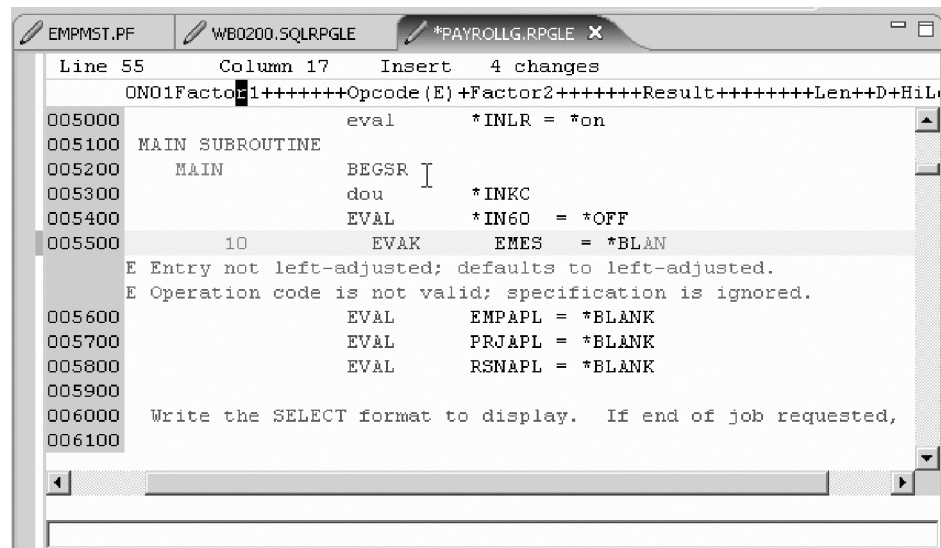 EMPMST.PF WB0200.SQLRPGLE *PAYROLLG.RPGLE X
Line 55 Column 17 Insert 4 changes
0N01Factor1+++++++Opcode(E)+Factor2+++++++Result++++++++Len++D+HiL
005000 eval *INLR = *on
005100 MAIN SUBROUTINE
005200 MAIN BEGSR
005300 dou *INKC
005400 EVAL *IN60 = *OFF
005500 10 EVAK EMES = *BLAN
E Entry not left-adjusted; defaults to left-adjusted.
E Operation code is not valid; specification is ignored.
005600 EVAL EMPAPL = *BLANK
005700 EVAL PRJAPL = *BLANK
005800 EVAL RSNAPL = *BLANK
005900
006000 Write the SELECT format to display. If end of job requested,
006100